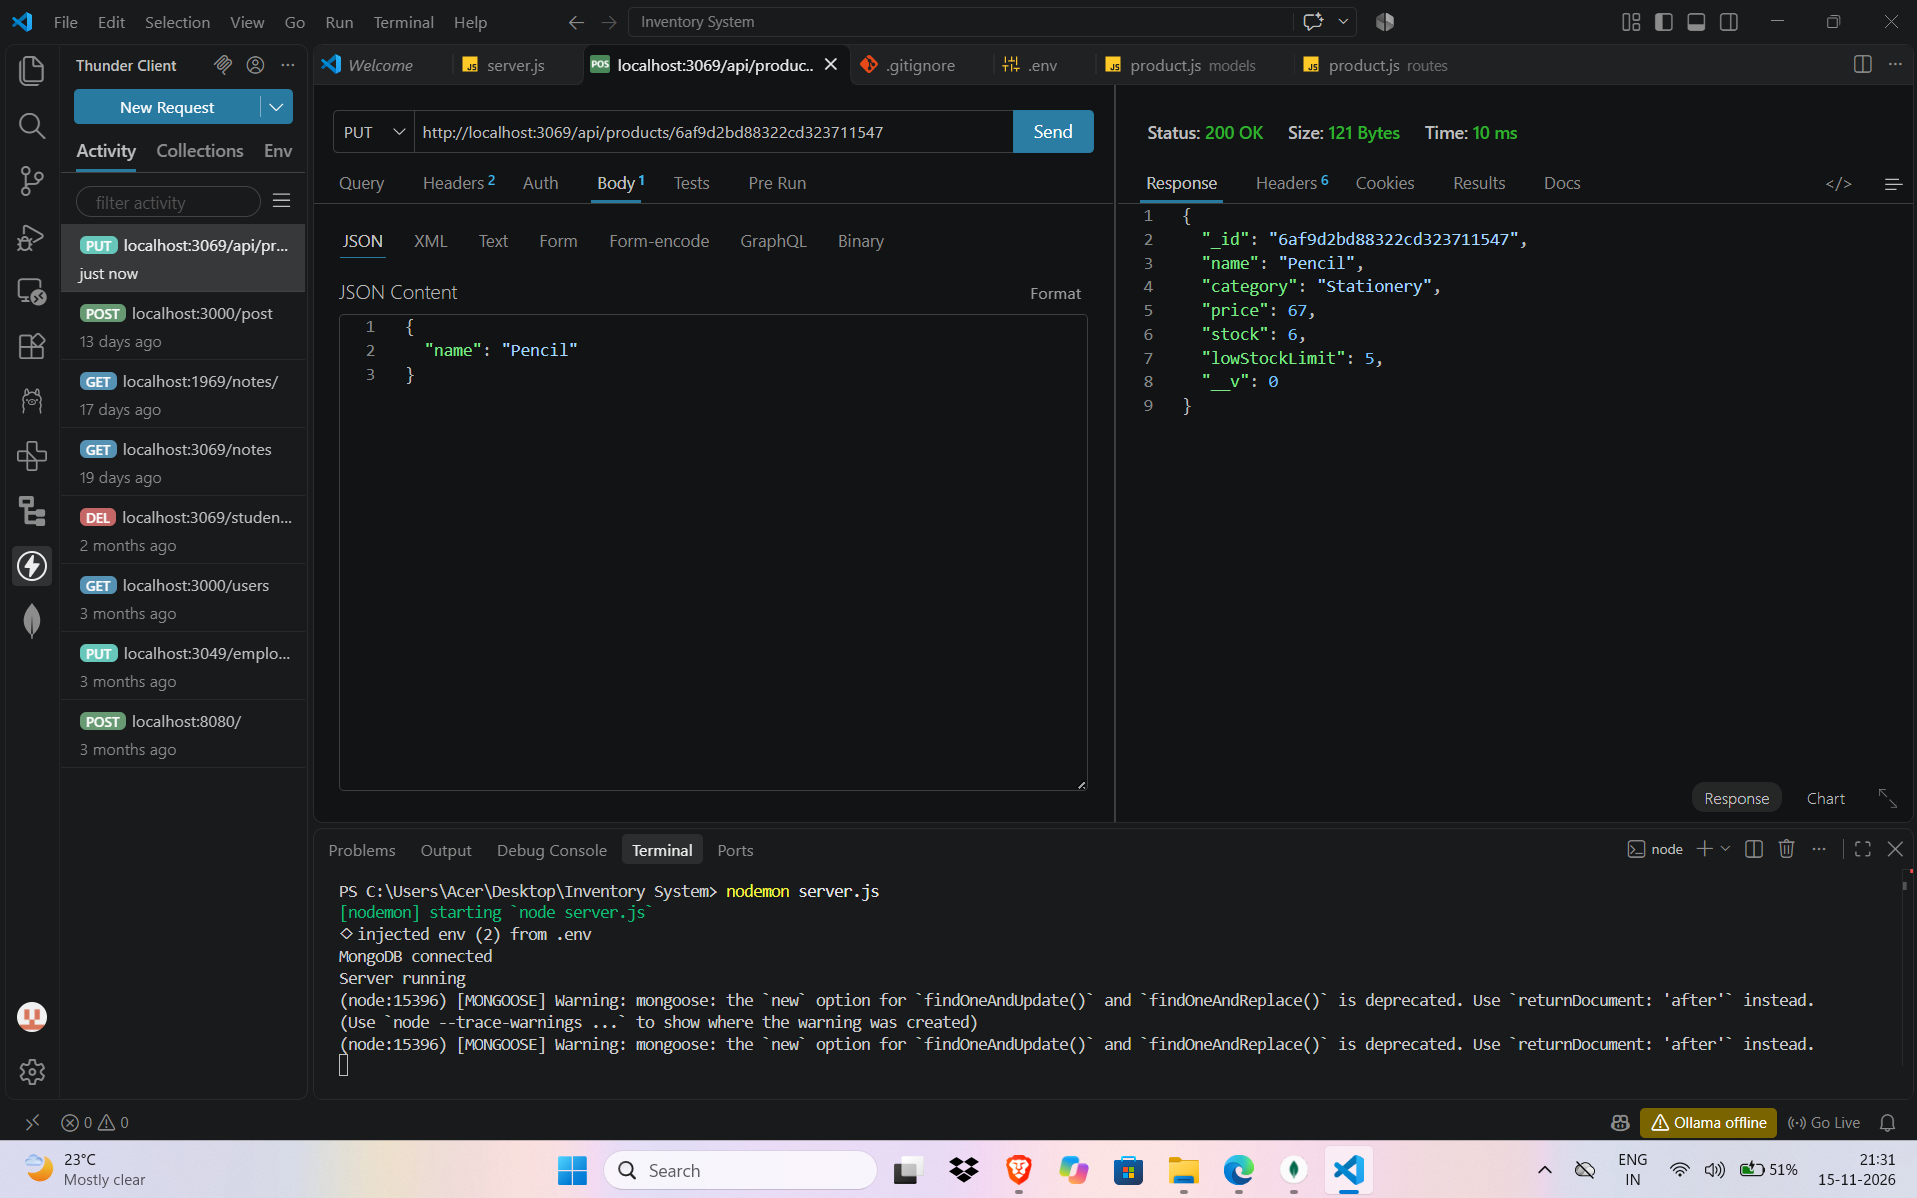 File Edit Selection View Go Run Terminal Help
Inventory System
Thunder Client
New Request
Activity Collections Env
filter activity
PUT localhost:3069/api/pr...
just now
POST localhost:3000/post
13 days ago
GET localhost:1969/notes/
17 days ago
GET localhost:3069/notes
19 days ago
DEL localhost:3069/studen...
2 months ago
GET localhost:3000/users
3 months ago
PUT localhost:3049/emplo...
3 months ago
POST localhost:8080/
3 months ago
Welcome
JS server.js
POS localhost:3069/api/produc..
.gitignore
.env
JS product.js models
JS product.js routes
PUT http://localhost:3069/api/products/6af9d2bd88322cd323711547 Send
Query Headers 2 Auth Body 1 Tests Pre Run
JSON XML Text Form Form-encode GraphQL Binary
JSON Content Format
1 {
2 "name": "Pencil"
3 }
Status: 200 OK Size: 121 Bytes Time: 10 ms
Response Headers 6 Cookies Results Docs </>
1 {
2 "_id": "6af9d2bd88322cd323711547",
3 "name": "Pencil",
4 "category": "Stationery",
5 "price": 67,
6 "stock": 6,
7 "lowStockLimit": 5,
8 "__v": 0
9 }
Response Chart
Problems Output Debug Console Terminal Ports
node
PS C:\Users\Acer\Desktop\Inventory System> nodemon server.js
[nodemon] starting `node server.js`
◇ injected env (2) from .env
MongoDB connected
Server running
(node:15396) [MONGOOSE] Warning: mongoose: the `new` option for `findOneAndUpdate()` and `findOneAndReplace()` is deprecated. Use `returnDocument: 'after'` instead.
(Use `node --trace-warnings ...` to show where the warning was created)
(node:15396) [MONGOOSE] Warning: mongoose: the `new` option for `findOneAndUpdate()` and `findOneAndReplace()` is deprecated. Use `returnDocument: 'after'` instead.
0 0
Ollama offline Go Live
23°C
Mostly clear
Search
ENG
IN
51%
21:31
15-11-2026